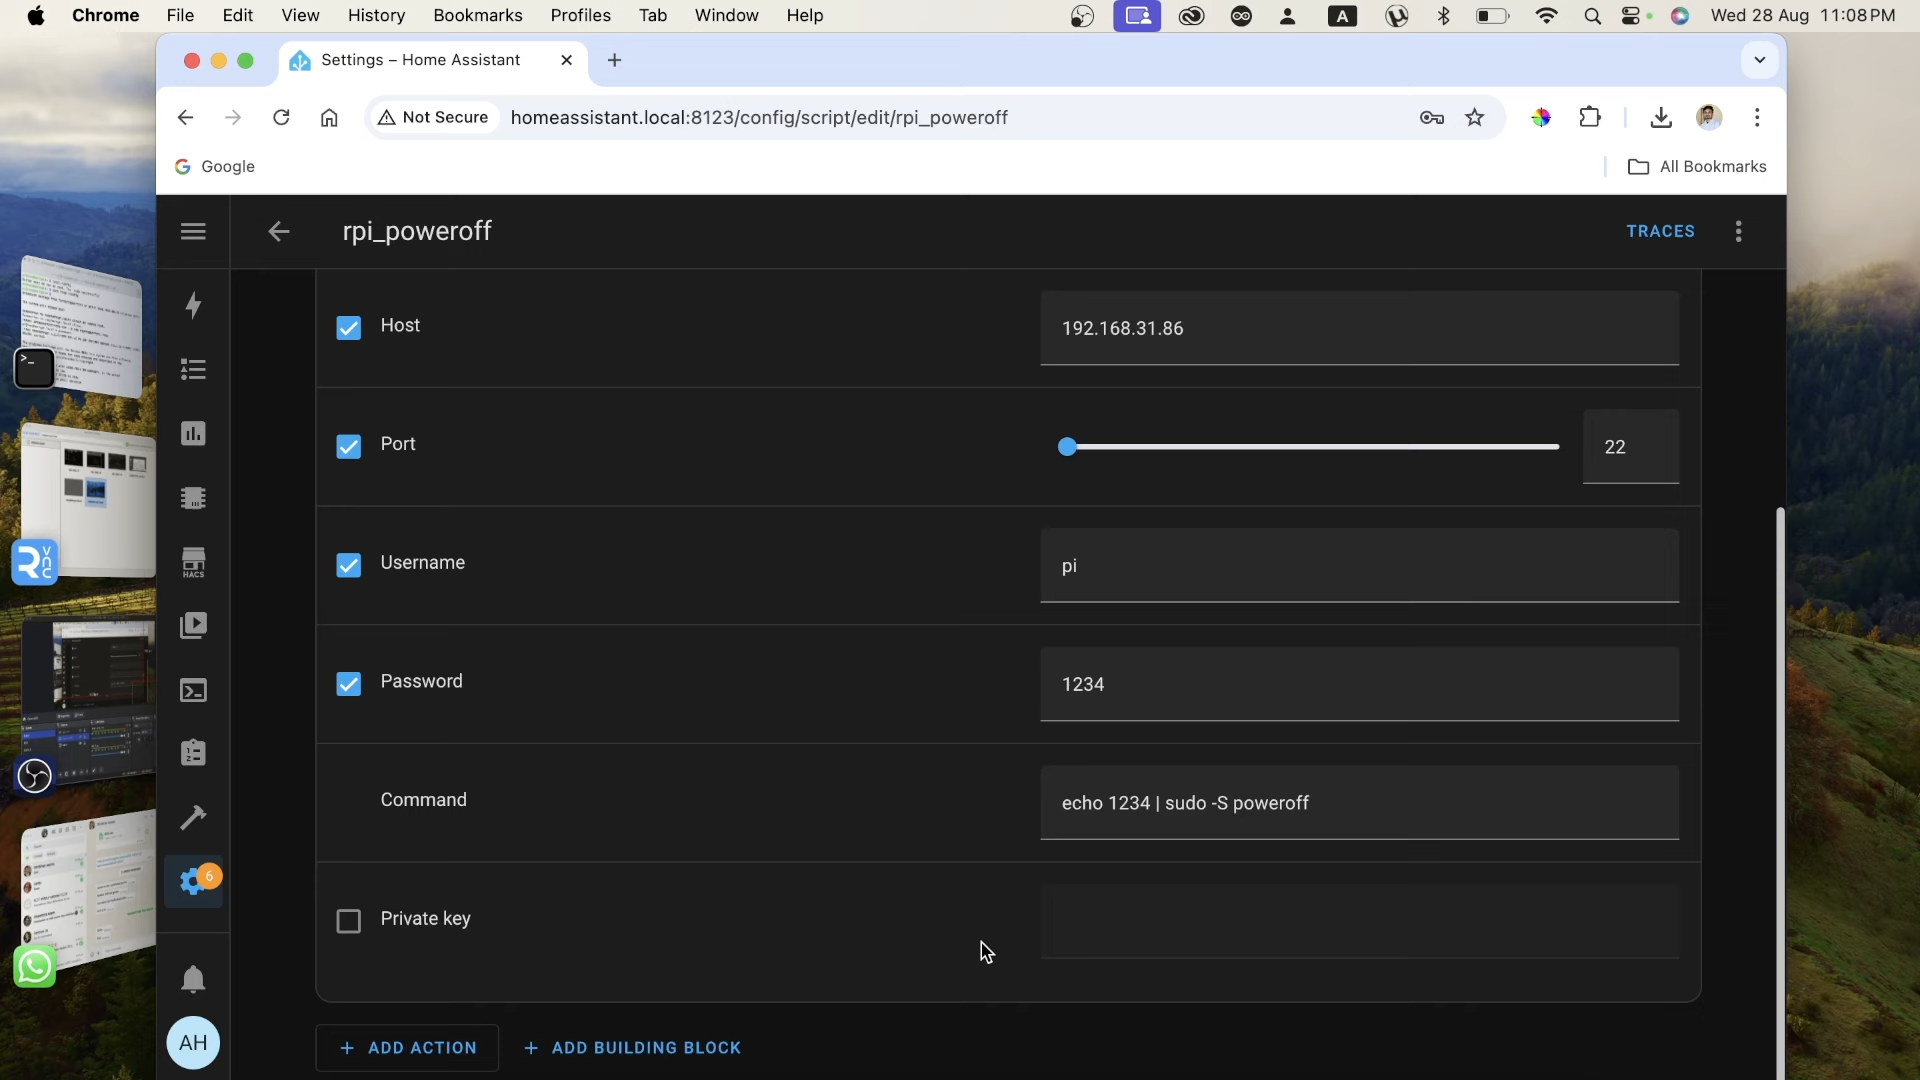 Chrome File Edit View History Bookmarks Profiles Tab Window Help
A
Wed 28 Aug 11:08 PM
Settings – Home Assistant
Not Secure homeassistant.local:8123/config/script/edit/rpi_poweroff
Google
All Bookmarks
rpi_poweroff
TRACES
Host
192.168.31.86
Port
22
Username
pi
Password
1234
Command
echo 1234 | sudo -S poweroff
Private key
HACS
6
AH
ADD ACTION
ADD BUILDING BLOCK